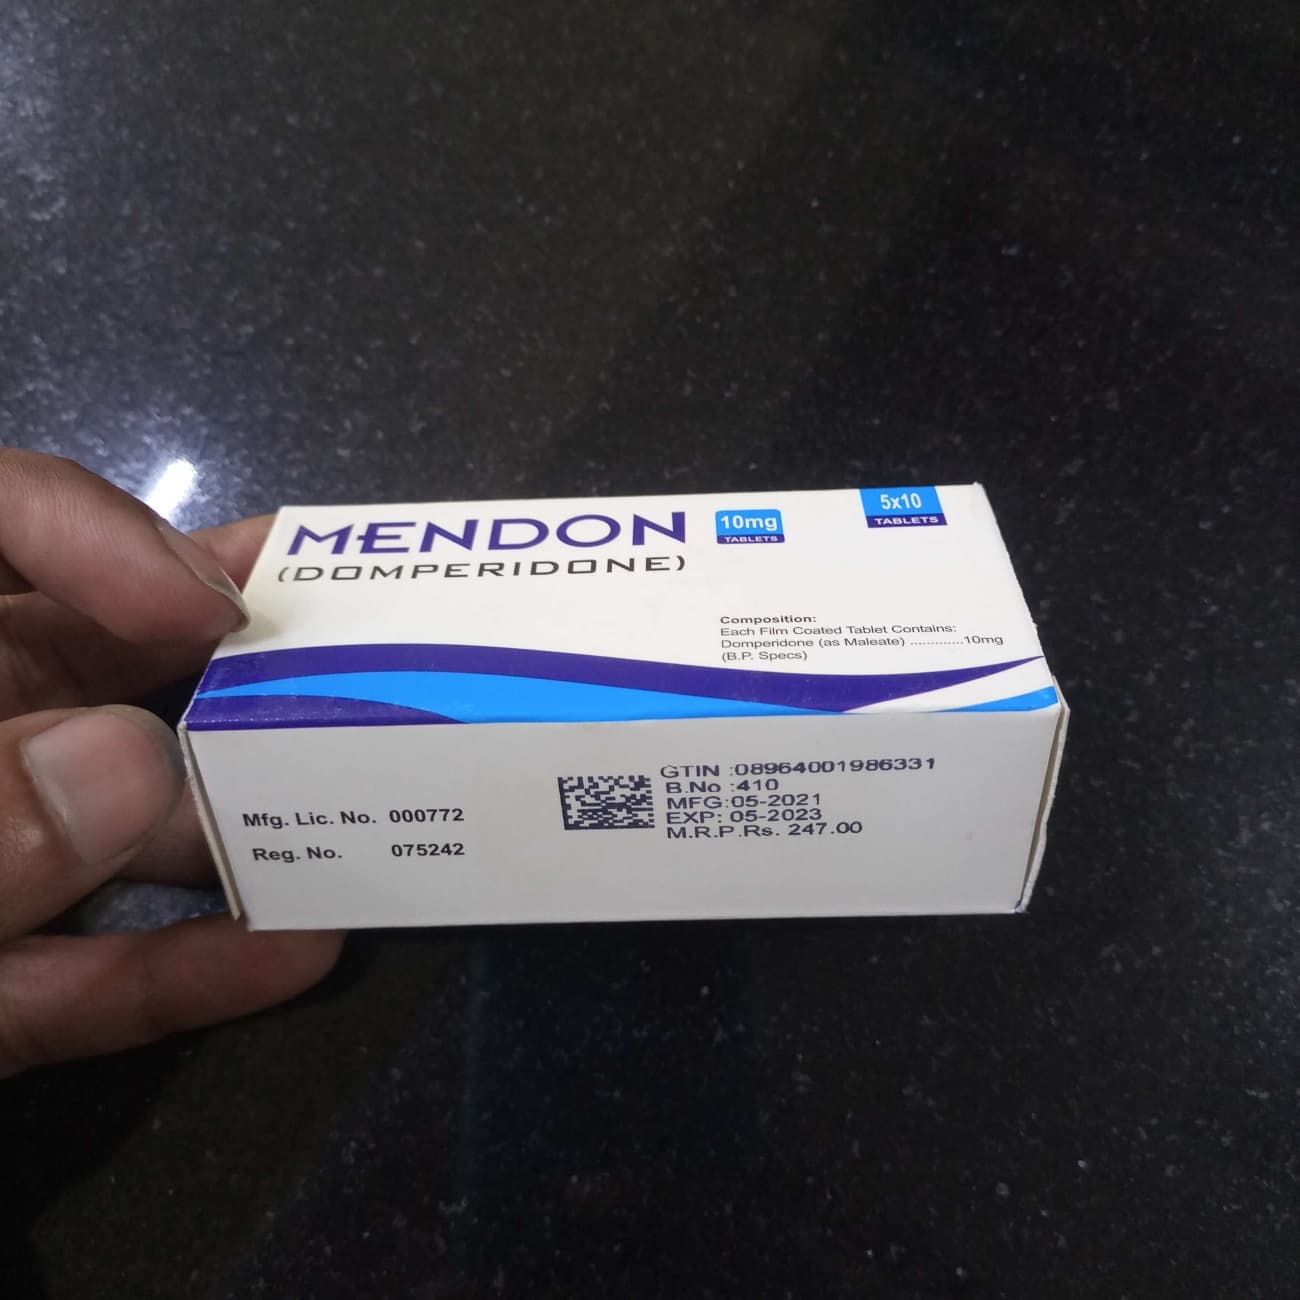 MENDON
(DOMPERIDONE)
10mg
TABLETS
5x10
TABLETS
Composition:
Each Film Coated Tablet Contains:
Domperidone (as Maleate) .............10mg
(B.P. Specs)
Mfg. Lic. No. 000772
Reg. No. 075242
GTIN :08964001986331
B.No :410
MFG:05-2021
EXP: 05-2023
M.R.P.Rs. 247.00